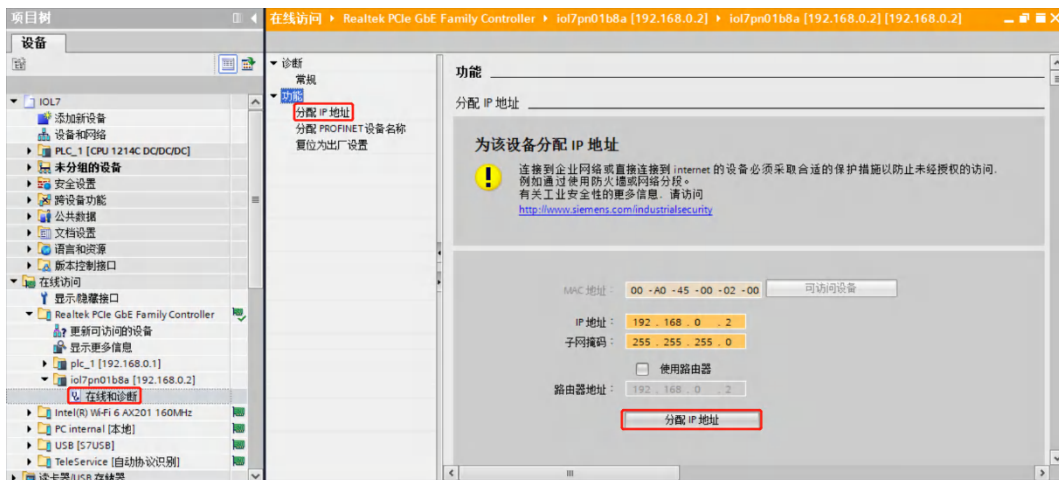 项目树
在线访问 ▸ Realtek PCIe GbE Family Controller ▸ iol7pn01b8a [192.168.0.2] ▸ iol7pn01b8a [192.168.0.2] [192.168.0.2]
设备
IOL7
添加新设备
设备和网络
PLC_1 [CPU 1214C DC/DC/DC]
未分组的设备
安全设置
跨设备功能
公共数据
文档设置
语言和资源
版本控制接口
在线访问
显示/隐藏接口
Realtek PCIe GbE Family Controller
更新可访问的设备
显示更多信息
plc_1 [192.168.0.1]
iol7pn01b8a [192.168.0.2]
在线和诊断
Intel(R) Wi-Fi 6 AX201 160MHz
PC internal [本地]
USB [S7USB]
TeleService [自动协议识别]
读卡器/USB 存储器
诊断
常规
功能
分配 IP 地址
分配 PROFINET 设备名称
复位为出厂设置
功能
分配 IP 地址
为该设备分配 IP 地址
连接到企业网络或直接连接到 internet 的设备必须采取合适的保护措施以防止未经授权的访问.
例如通过使用防火墙或网络分段。
有关工业安全性的更多信息. 请访问
http://www.siemens.com/industrialsecurity
MAC 地址： 00 -A0 -45 -00 -02 -00 可访问设备
IP 地址： 192 . 168 . 0 . 2
子网掩码： 255 . 255 . 255 . 0
使用路由器
路由器地址： 192 . 168 . 0 . 2
分配 IP 地址